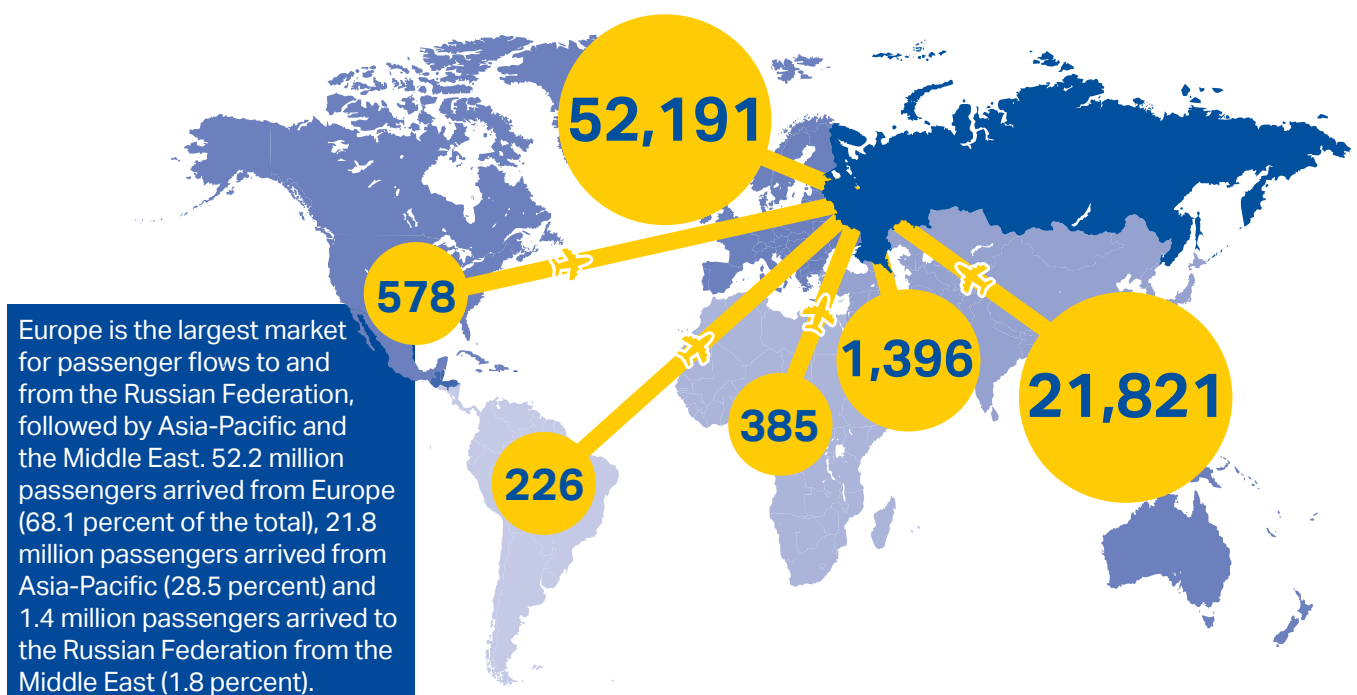 52,191
578
226
385
1,396
21,821
Europe is the largest market
for passenger flows to and
from the Russian Federation,
followed by Asia-Pacific and
the Middle East. 52.2 million
passengers arrived from Europe
(68.1 percent of the total), 21.8
million passengers arrived from
Asia-Pacific (28.5 percent) and
1.4 million passengers arrived to
the Russian Federation from the
Middle East (1.8 percent).